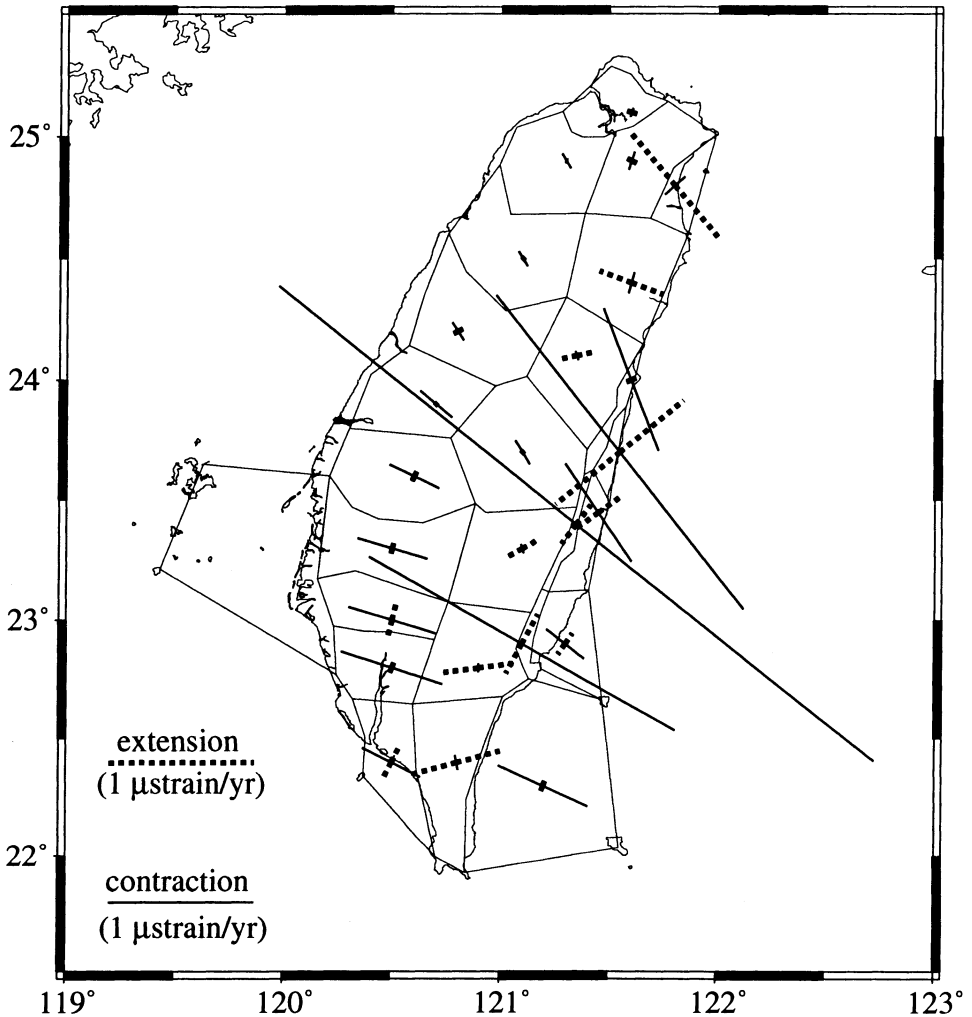 25°
24°
23°
22°
extension
(1 µstrain/yr)
contraction
(1 µstrain/yr)
119°
120°
121°
122°
123°